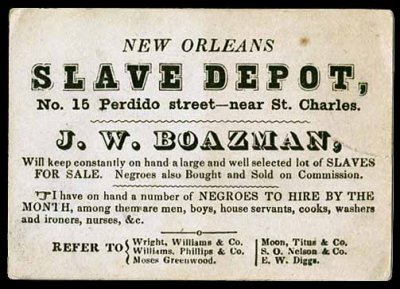 NEW ORLEANS
SLAVE DEPOT,
No. 15 Perdido street—near St. Charles.
J. W. BOAZMAN,
Will keep constantly on hand a large and well selected lot of SLAVES
FOR SALE. Negroes also Bought and Sold on Commission.
☞I have on hand a number of NEGROES TO HIRE BY THE
MONTH, among them are men, boys, house servants, cooks, washers
and ironers, nurses, &c.
REFER TO { Wright, Williams & Co. | Moon, Titus & Co.
Williams, Phillips & Co. | S. O. Nelson & Co.
Moses Greenwood. | E. W. Diggs.